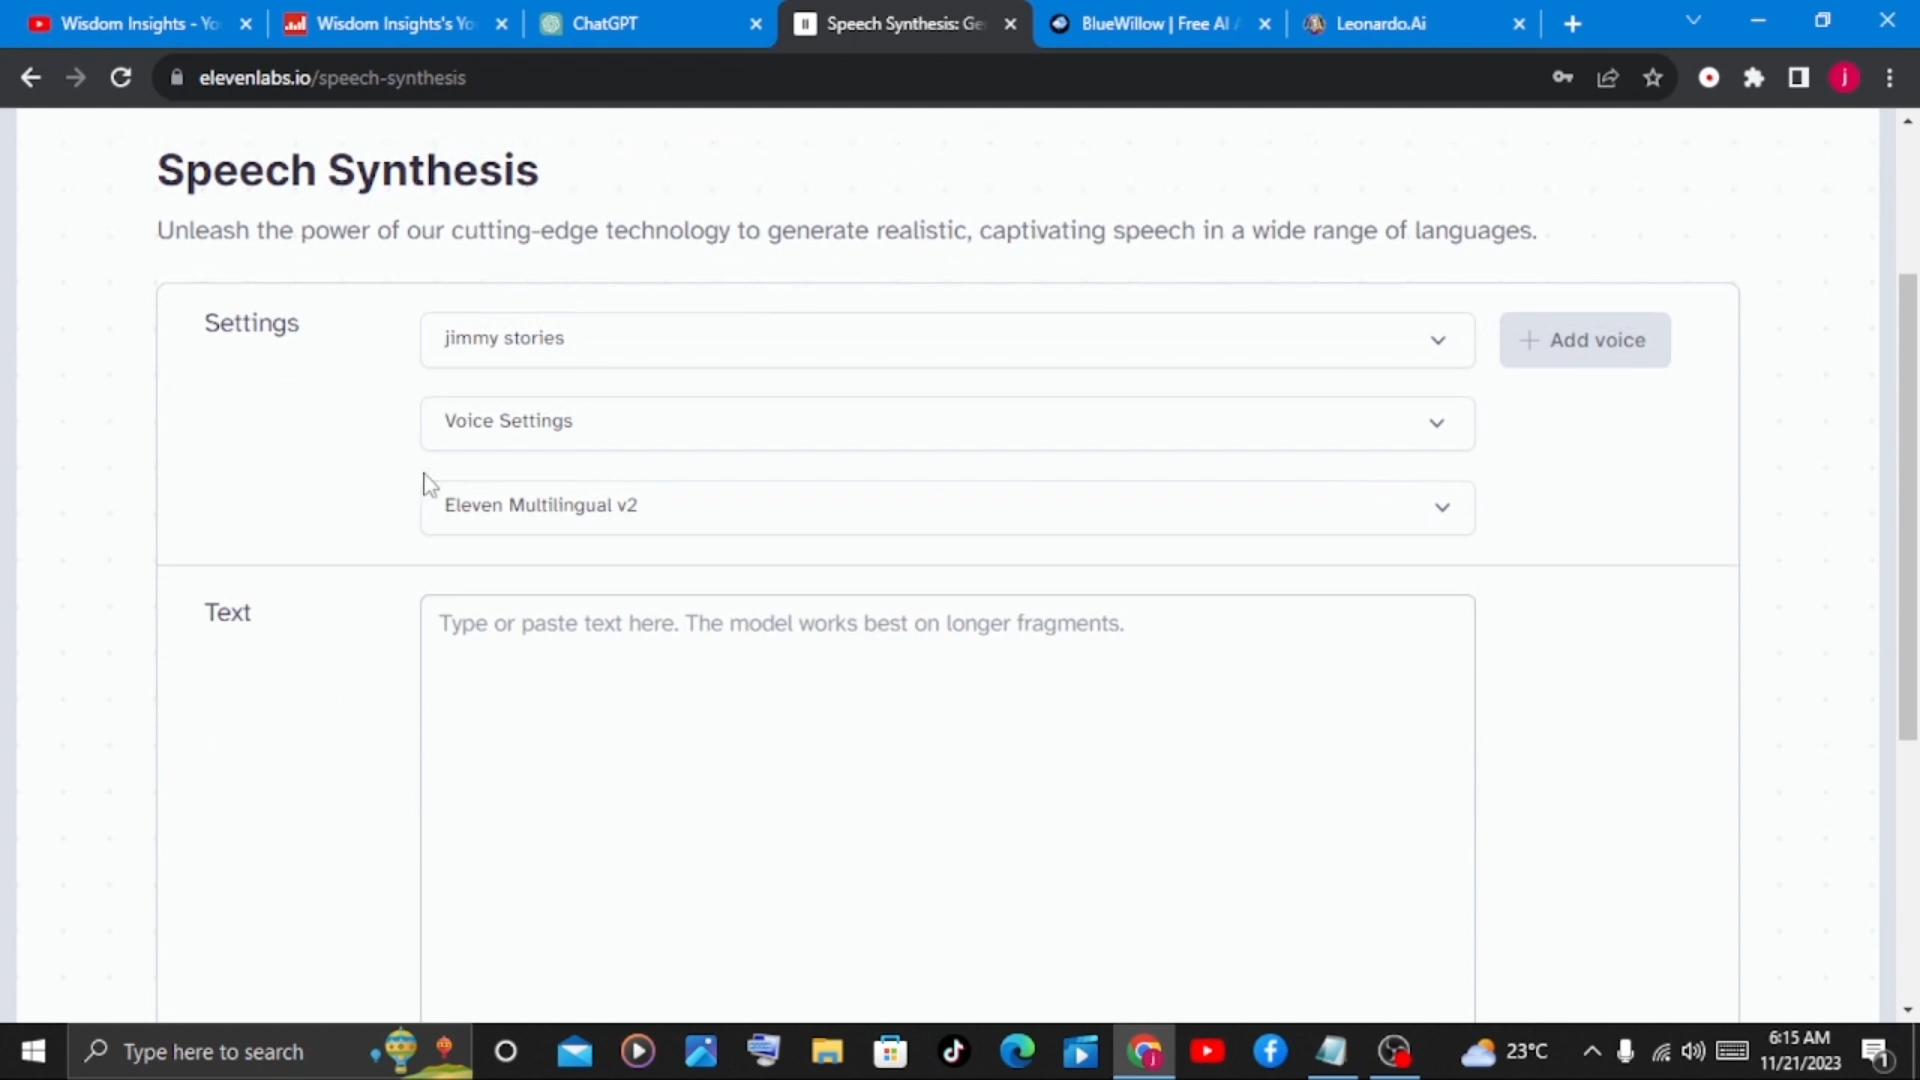 Wisdom Insights - Yo
Wisdom Insights's Yo
ChatGPT
Speech Synthesis: Ge
BlueWillow | Free AI A
Leonardo.Ai
elevenlabs.io/speech-synthesis
j
Speech Synthesis
Unleash the power of our cutting-edge technology to generate realistic, captivating speech in a wide range of languages.
Settings
jimmy stories
+ Add voice
Voice Settings
Eleven Multilingual v2
Text
Type or paste text here. The model works best on longer fragments.
Type here to search
23°C
6:15 AM
11/21/2023
1